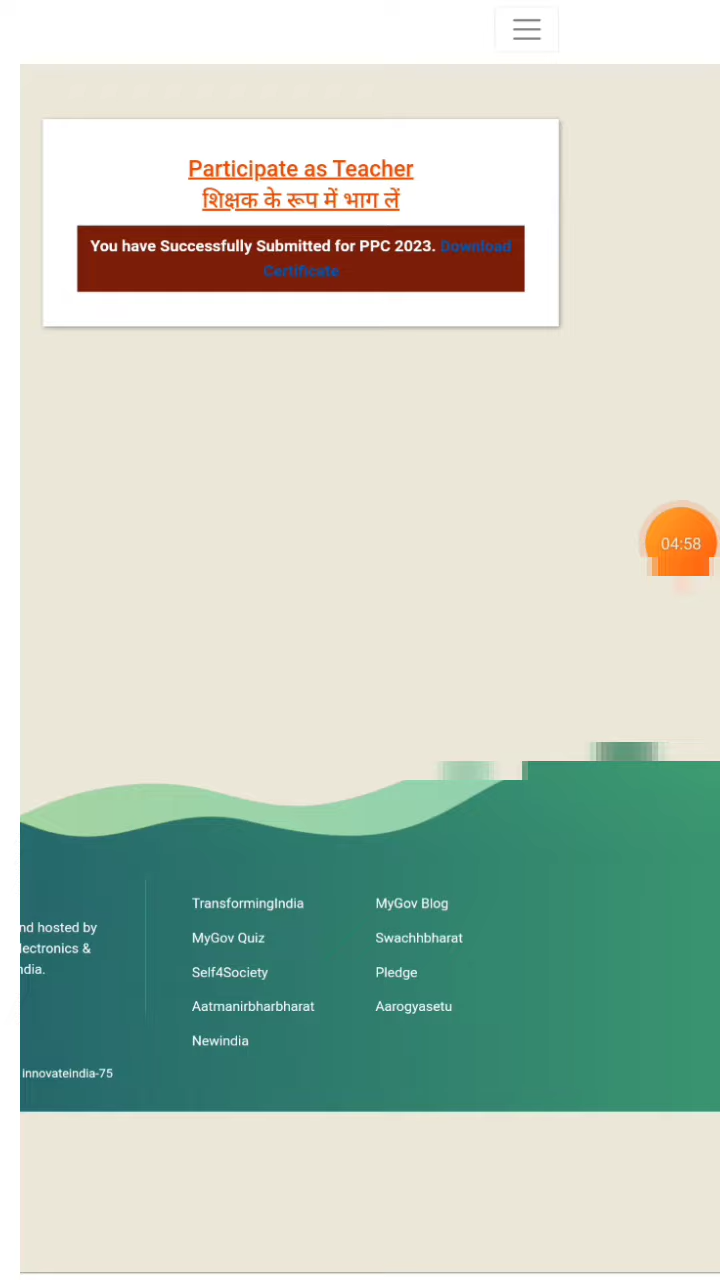 Participate as Teacher
शिक्षक के रूप में भाग लें
You have Successfully Submitted for PPC 2023. Download
Certificate
04:58
TransformingIndia
MyGov Blog
nd hosted by
MyGov Quiz
Swachhbharat
lectronics &
Self4Society
Pledge
ndia.
Aatmanirbharbharat
Aarogyasetu
Newindia
innovateindia-75